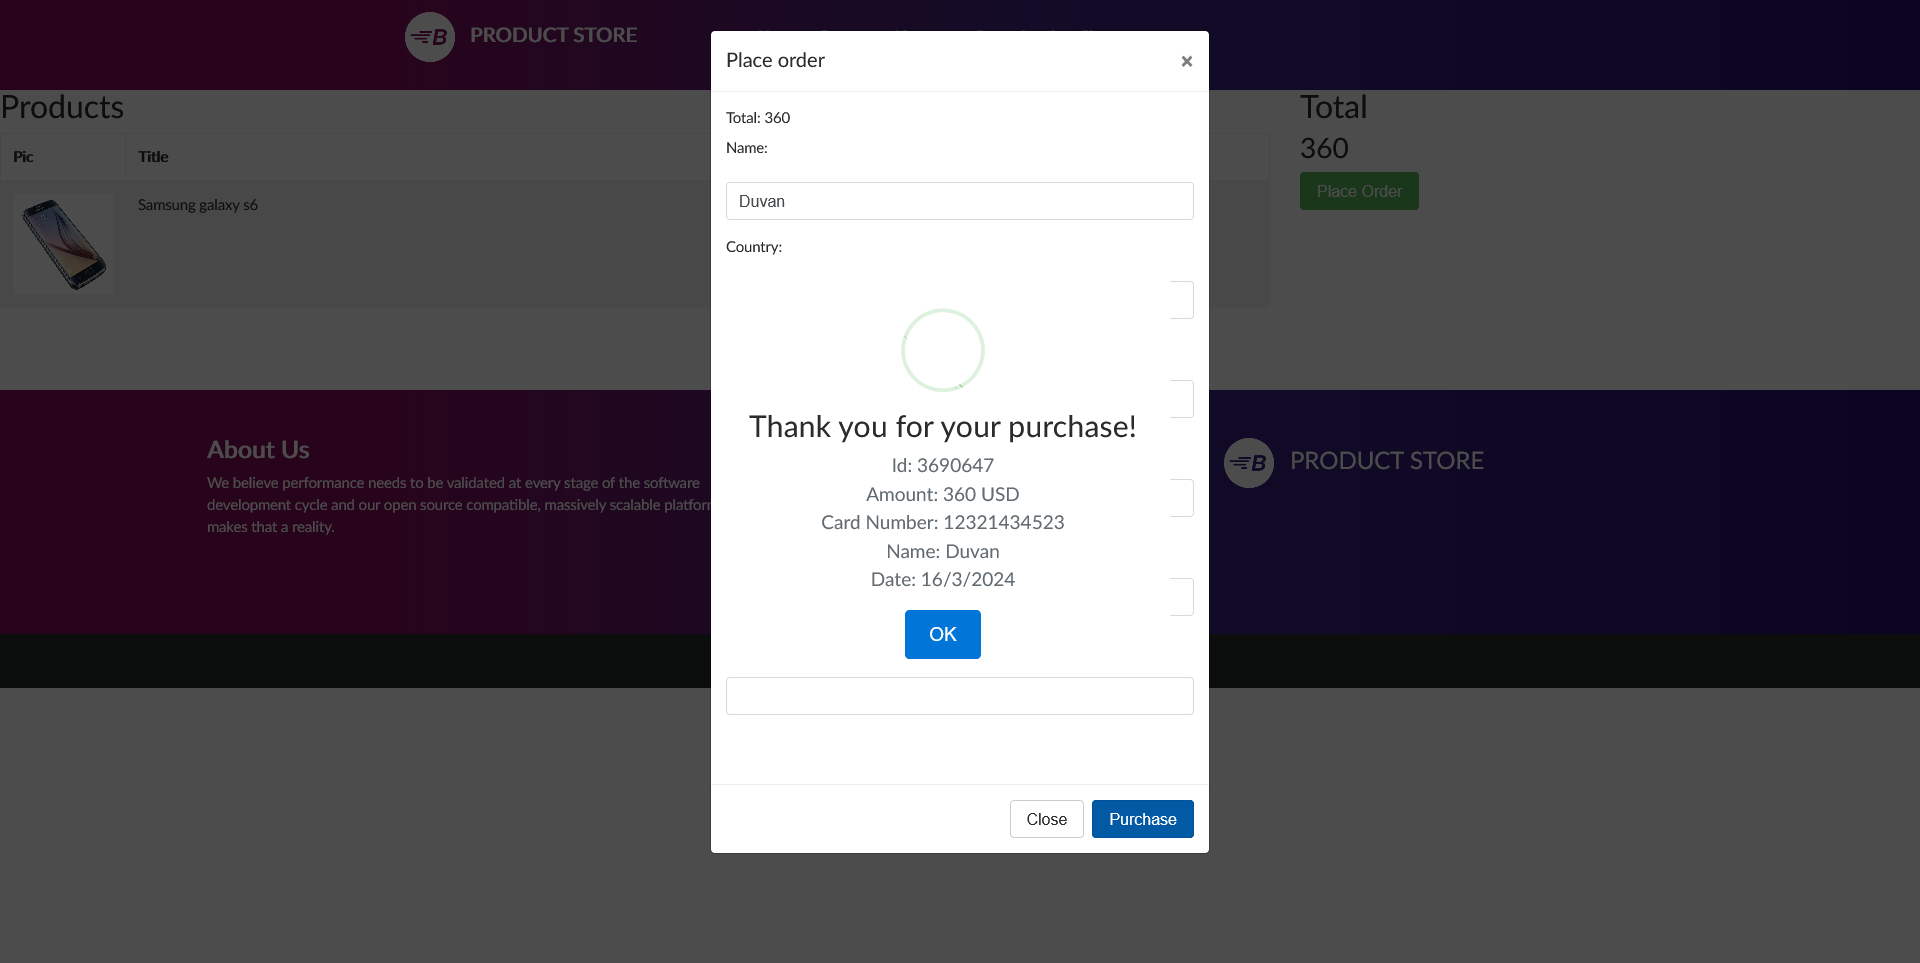 B PRODUCT STORE
Place order
×
Products
Total
Total: 360
360
Name:
Pic
Title
Place Order
Samsung galaxy s6
Duvan
Country:
Thank you for your purchase!
Id: 3690647
Amount: 360 USD
Card Number: 12321434523
Name: Duvan
Date: 16/3/2024
OK
About Us
We believe performance needs to be validated at every stage of the software
development cycle and our open source compatible, massively scalable platfor
makes that a reality.
B PRODUCT STORE
Close
Purchase